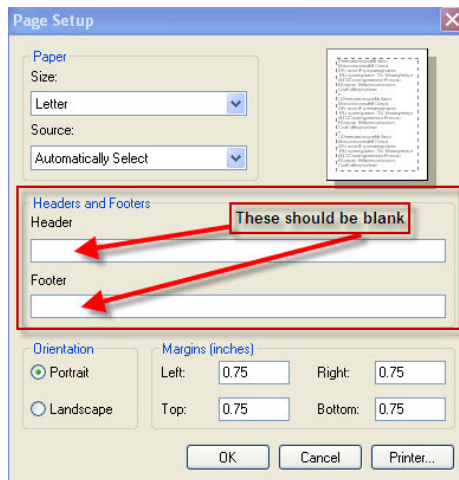 Page Setup
Paper
Size:
Letter
Source:
Automatically Select
Headers and Footers
Header
These should be blank
Footer
Orientation
Portrait
Landscape
Margins (inches)
Left: 0.75 Right: 0.75
Top: 0.75 Bottom: 0.75
OK Cancel Printer...